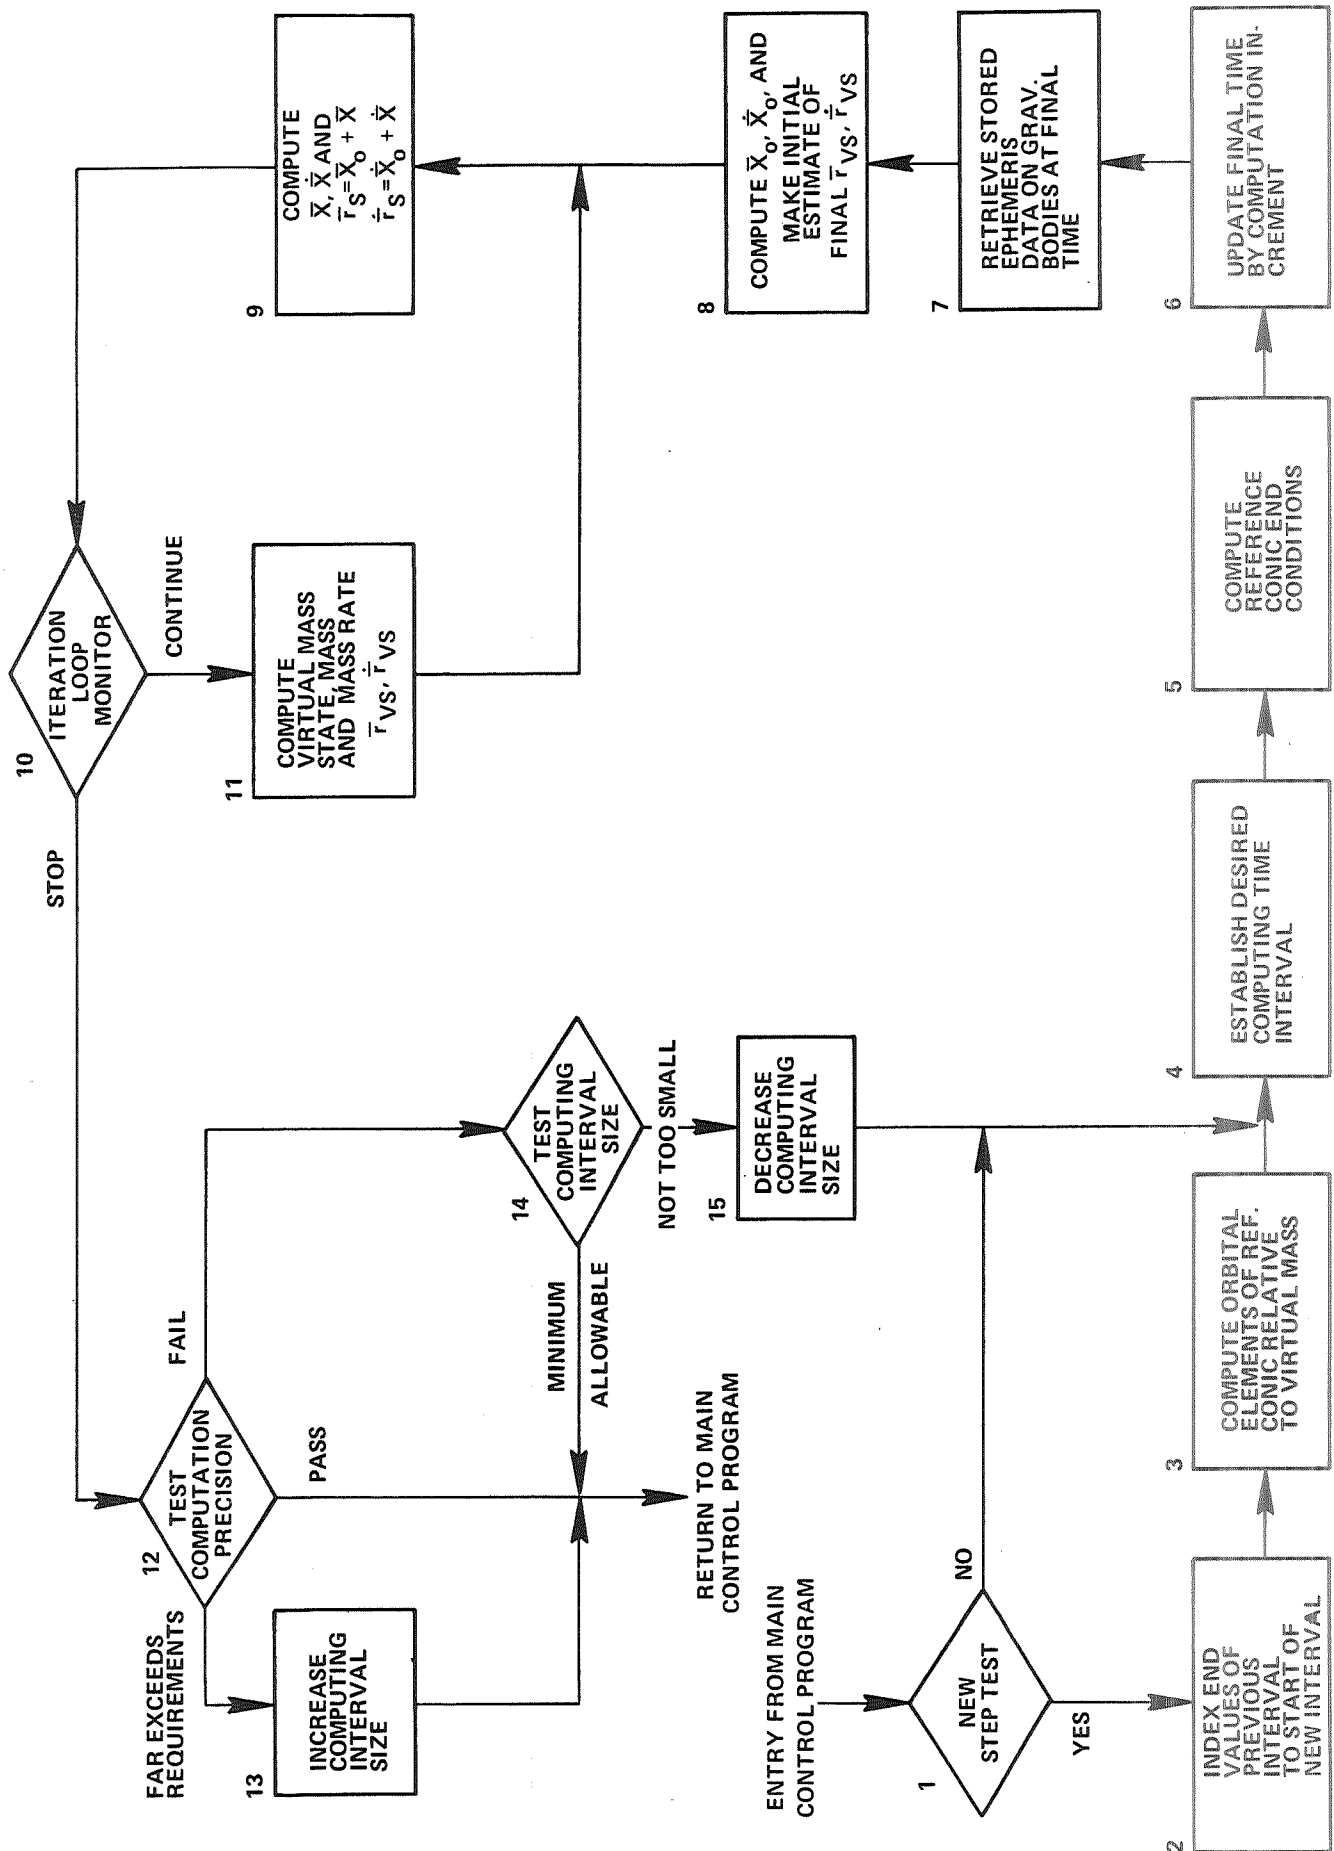 ENTRY FROM MAIN
CONTROL PROGRAM
1
NEW
STEP TEST
NO
YES
2
INDEX END
VALUES OF
PREVIOUS
INTERVAL
TO START OF
NEW INTERVAL
3
COMPUTE ORBITAL
ELEMENTS OF REF.
CONIC RELATIVE
TO VIRTUAL MASS
4
ESTABLISH DESIRED
COMPUTING TIME
INTERVAL
5
COMPUTE
REFERENCE
CONIC END
CONDITIONS
6
UPDATE FINAL TIME
BY COMPUTATION IN-
CREMENT
7
RETRIEVE STORED
EPHEMERIS
DATA ON GRAV.
BODIES AT FINAL
TIME
8
COMPUTE X̅o, Ẋ̅o, AND
MAKE INITIAL
ESTIMATE OF
FINAL r̅VS, ṙ̅VS
9
COMPUTE
X̅, Ẋ̅ AND
r̅S = X̅o + X̅
ṙ̅S = Ẋ̅o + Ẋ̅
10
ITERATION
LOOP
MONITOR
STOP
CONTINUE
11
COMPUTE
VIRTUAL MASS
STATE, MASS
AND MASS RATE
r̅VS, ṙ̅VS
12
TEST
COMPUTATION
PRECISION
FAR EXCEEDS
REQUIREMENTS
FAIL
PASS
13
INCREASE
COMPUTING
INTERVAL
SIZE
14
TEST
COMPUTING
INTERVAL
SIZE
MINIMUM
ALLOWABLE
NOT TOO SMALL
15
DECREASE
COMPUTING
INTERVAL
SIZE
RETURN TO MAIN
CONTROL PROGRAM